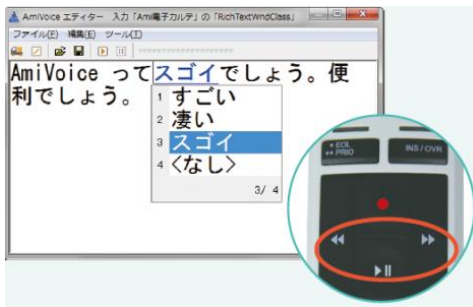 AmiVoice エディター 入力「Ami電子カルテ」の「RichTextWndClass」
ファイル(F) 編集(E) ツール(T)
AmiVoice ってスゴイでしょう。便
利でしょう。
1 すごい
2 凄い
3 スゴイ
4 <なし>
3/ 4
• EOL
•• PRIO
INS / OVR